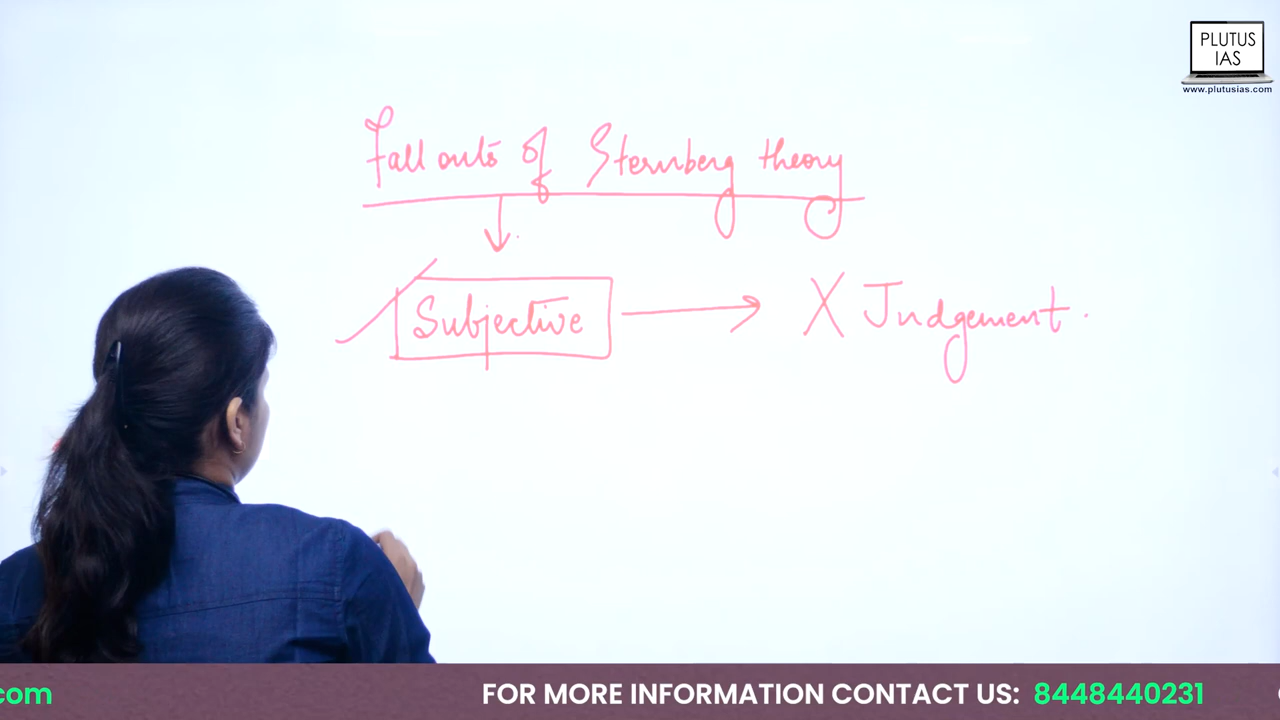 PLUTUS
IAS
www.plutusias.com
Fall outs of Sternberg theory
Subjective
X Judgement.
com
FOR MORE INFORMATION CONTACT US: 8448440231